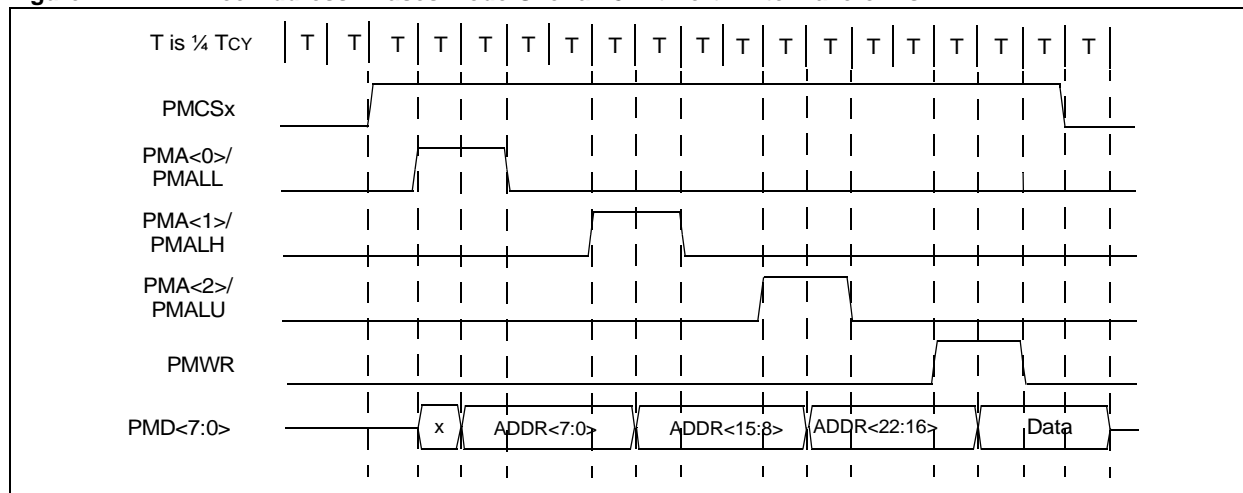 T is ¼ TCY T T T T T T T T T T T T T T T T T T T
PMCSx
PMA<0>/
PMALL
PMA<1>/
PMALH
PMA<2>/
PMALU
PMWR
PMD<7:0> x ADDR<7:0> ADDR<15:8> ADDR<22:16> Data